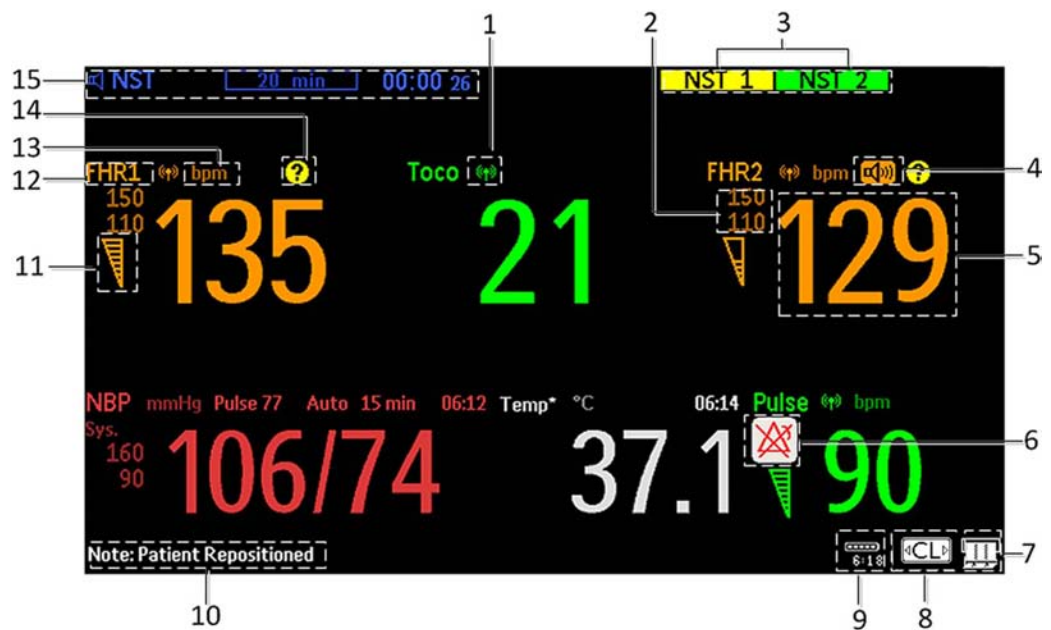 1
2
3
15 NST 20 min 00:00 26 NST 1 NST 2
14
13
12 FHR1 bpm ? Toco FHR2 bpm ? 4
150 150
110 110
11 135 21 129 5
NBP mmHg Pulse 77 Auto 15 min 06:12 Temp* °C 06:14 Pulse bpm
Sys.
160
90
106/74 37.1 90 6
Note: Patient Repositioned 6:18 CL 7
10 9 8